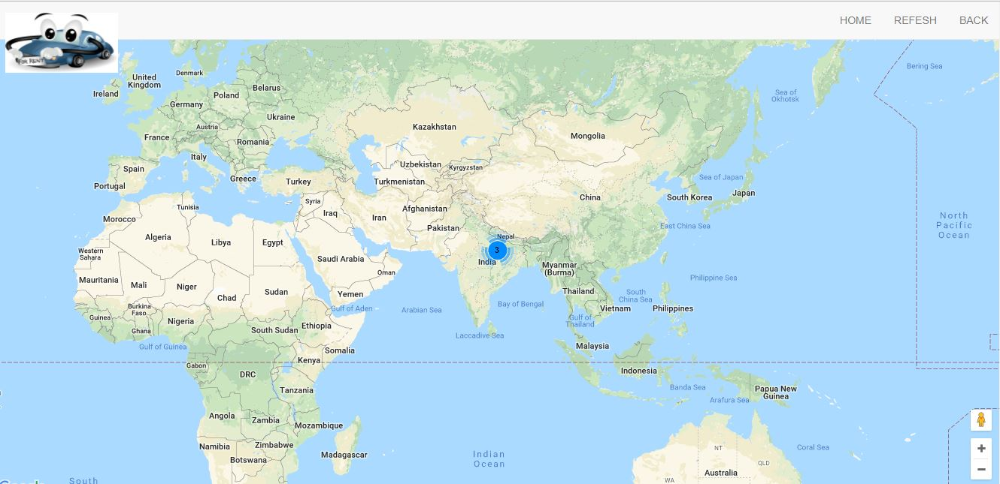 HOME REFESH BACK
FOR RENT
Bering Sea
Denmark
United
Kingdom
Ireland
Belarus
Poland
Sea of
Okhotsk
Germany
Ukraine
Austria
Kazakhstan
France
Mongolia
Romania
Italy
Uzbekistan
Kyrgyzstan
Spain
Greece
Turkey
Turkmenistan
Sea of Japan
Portugal
Japan
South Korea
China
Syria
Tunisia
Afghanistan
Iraq
Iran
North
Pacific
Ocean
Morocco
Pakistan
East China Sea
Algeria
Libya
Egypt
Nepal
3
Western
Sahara
Saudi Arabia
India
Myanmar
(Burma)
Oman
Mauritania
Mali
Niger
Philippine Sea
Sudan
Chad
Yemen
Thailand
South
China Sea
Bay of Bengal
Burkina
Faso
Gulf of Aden
Arabian Sea
Vietnam
Philippines
Guinea
Nigeria
Gulf of
Thailand
Ethiopia
Ghana
South Sudan
Laccadive Sea
Gulf of Guinea
Malaysia
Somalia
Kenya
Gabon
DRC
Indonesia
Tanzania
Banda Sea
Papua New
Guinea
Arafura Sea
Angola
Zambia
Mozambique
Namibia
Zimbabwe
Coral Sea
NT
+
Botswana
Madagascar
Indian
Ocean
QLD
−
Australia
South
WA